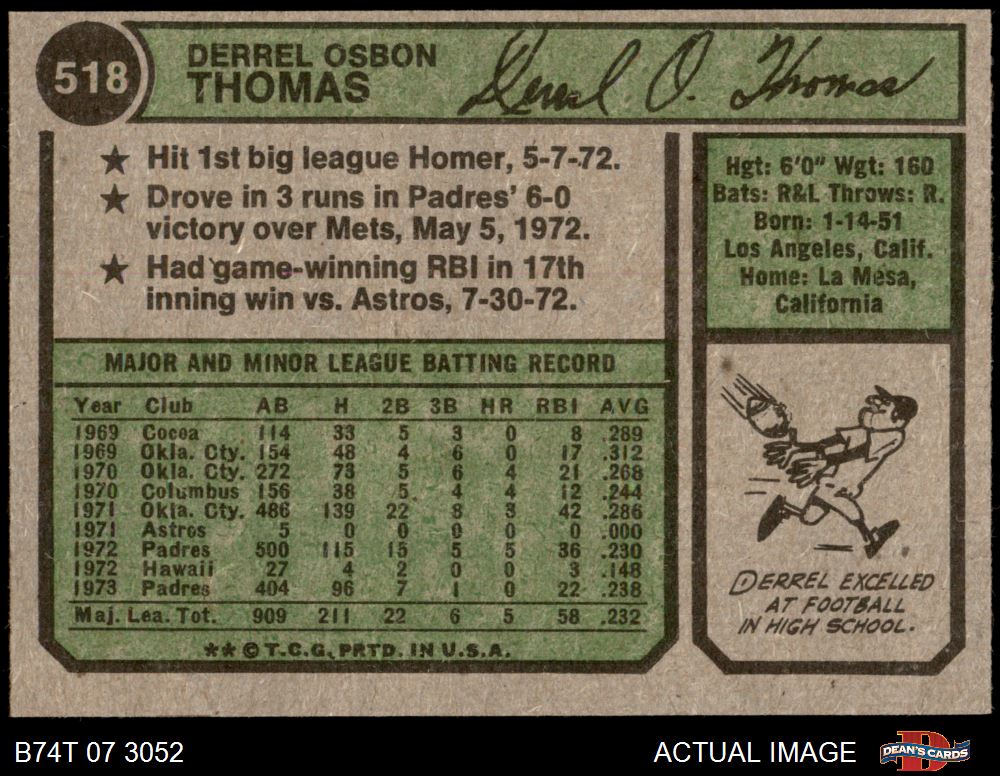 518
DERREL OSBON
THOMAS
Derrel O. Thomas
★ Hit 1st big league Homer, 5-7-72.
★ Drove in 3 runs in Padres' 6-0
victory over Mets, May 5, 1972.
★ Had game-winning RBI in 17th
inning win vs. Astros, 7-30-72.
Hgt: 6'0" Wgt: 160
Bats: R&L Throws: R.
Born: 1-14-51
Los Angeles, Calif.
Home: La Mesa,
California
MAJOR AND MINOR LEAGUE BATTING RECORD
Year Club AB H 2B 3B HR RBI AVG
1969 Cocoa 114 33 5 3 0 8 .289
1969 Okla. Cty. 154 48 4 6 0 17 .312
1970 Okla. Cty. 272 73 5 6 4 21 .268
1970 Columbus 156 38 5 4 4 12 .244
1971 Okla. Cty. 486 139 22 8 3 42 .286
1971 Astros 5 0 0 0 0 0 .000
1972 Padres 500 115 15 5 5 36 .230
1972 Hawaii 27 4 2 0 0 3 .148
1973 Padres 404 96 7 1 0 22 .238
Maj. Lea. Tot. 909 211 22 6 5 58 .232
** © T.C.G. PRTD. IN U.S.A.
DERREL EXCELLED
AT FOOTBALL
IN HIGH SCHOOL.
B74T 07 3052
ACTUAL IMAGE
DEAN'S CARDS